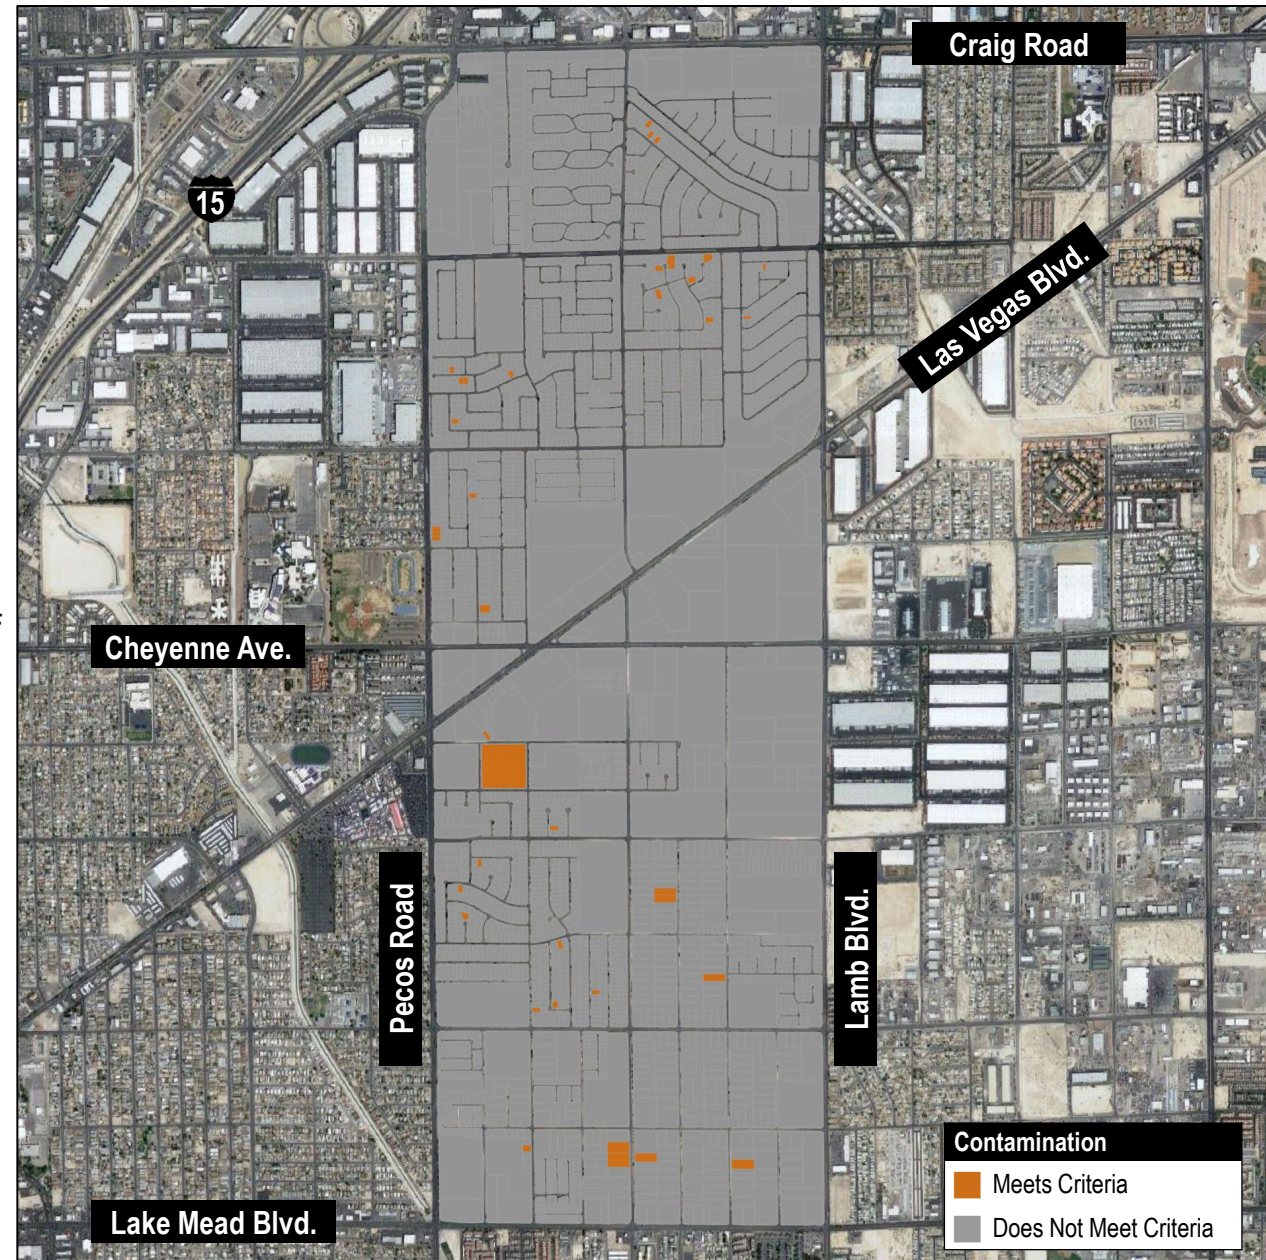 Craig Road
15
Las Vegas Blvd.
Cheyenne Ave.
Pecos Road
Lamb Blvd.
Lake Mead Blvd.
Contamination
Meets Criteria
Does Not Meet Criteria